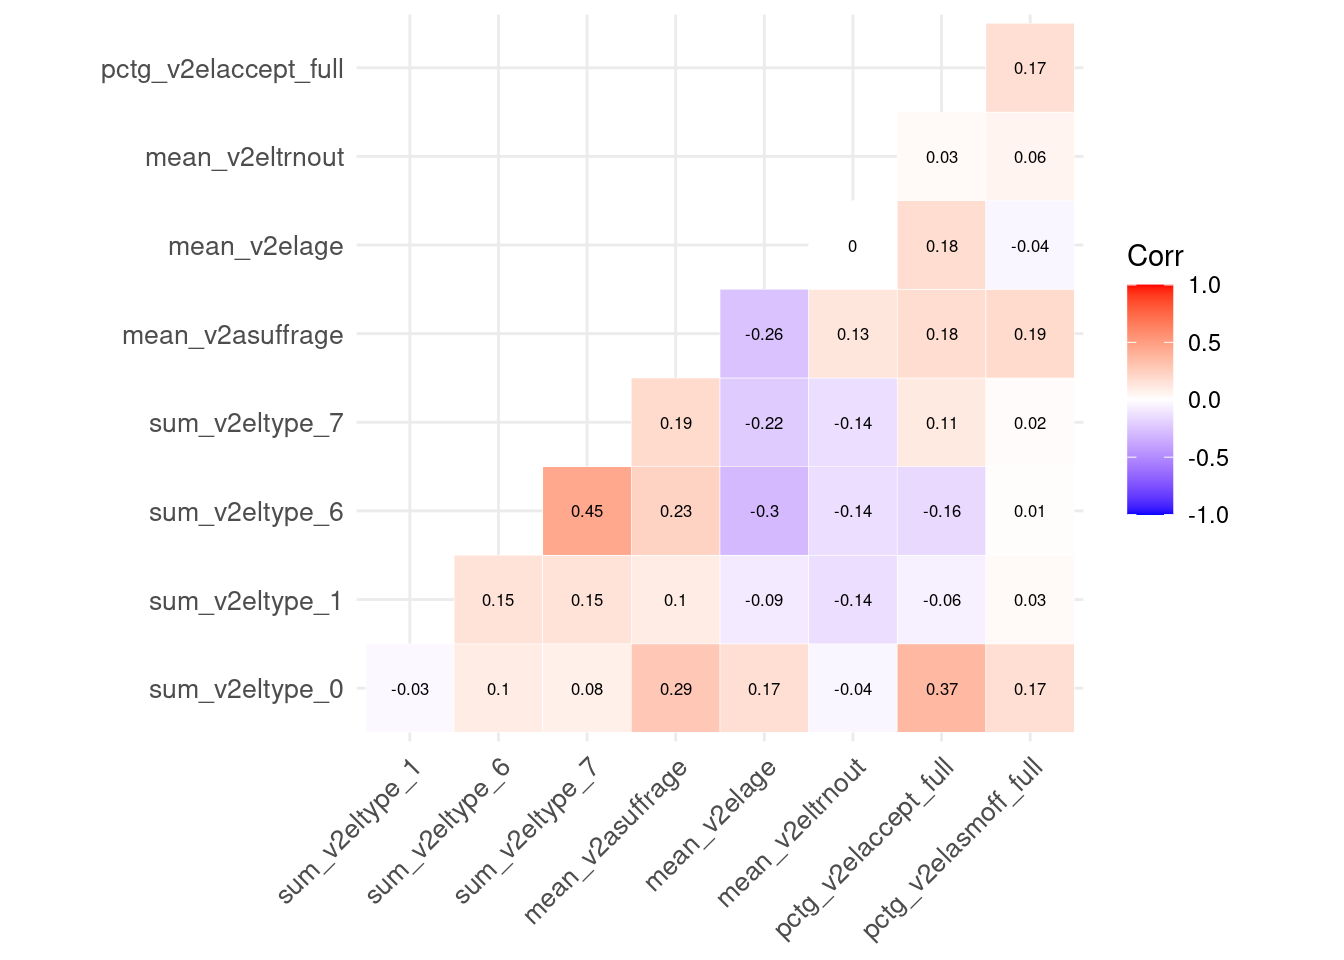 pctg_v2elaccept_full 0.17
mean_v2eltrnout 0.03 0.06
mean_v2elage 0 0.18 -0.04
mean_v2asuffrage -0.26 0.13 0.18 0.19
sum_v2eltype_7 0.19 -0.22 -0.14 0.11 0.02
sum_v2eltype_6 0.45 0.23 -0.3 -0.14 -0.16 0.01
sum_v2eltype_1 0.15 0.15 0.1 -0.09 -0.14 -0.06 0.03
sum_v2eltype_0 -0.03 0.1 0.08 0.29 0.17 -0.04 0.37 0.17
sum_v2eltype_1
sum_v2eltype_6
sum_v2eltype_7
mean_v2asuffrage
mean_v2elage
mean_v2eltrnout
pctg_v2elaccept_full
pctg_v2elasmoff_full
Corr
1.0
0.5
0.0
-0.5
-1.0